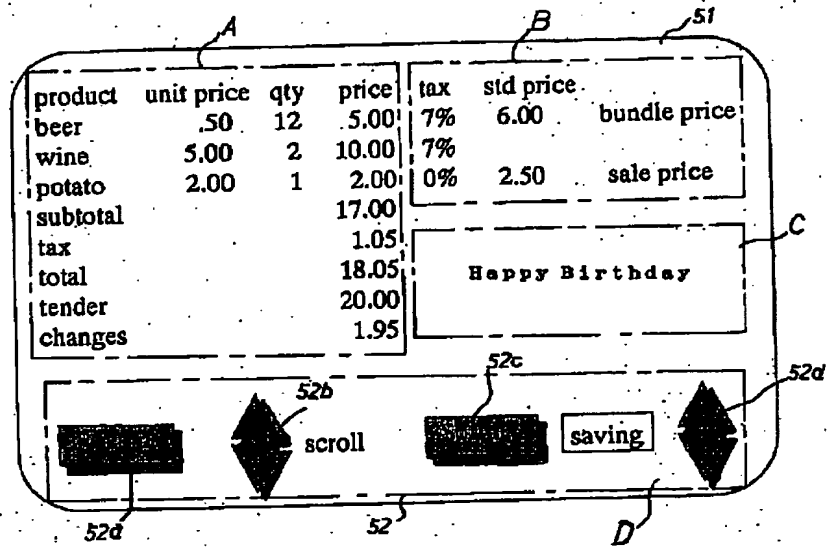 A
B
51
product unit price qty price
beer .50 12 5.00
wine 5.00 2 10.00
potato 2.00 1 2.00
subtotal 17.00
tax 1.05
total 18.05
tender 20.00
changes 1.95
tax std price
7% 6.00 bundle price
7%
0% 2.50 sale price
C
Happy Birthday
52b
52c
52d
scroll
saving
52a
52
D